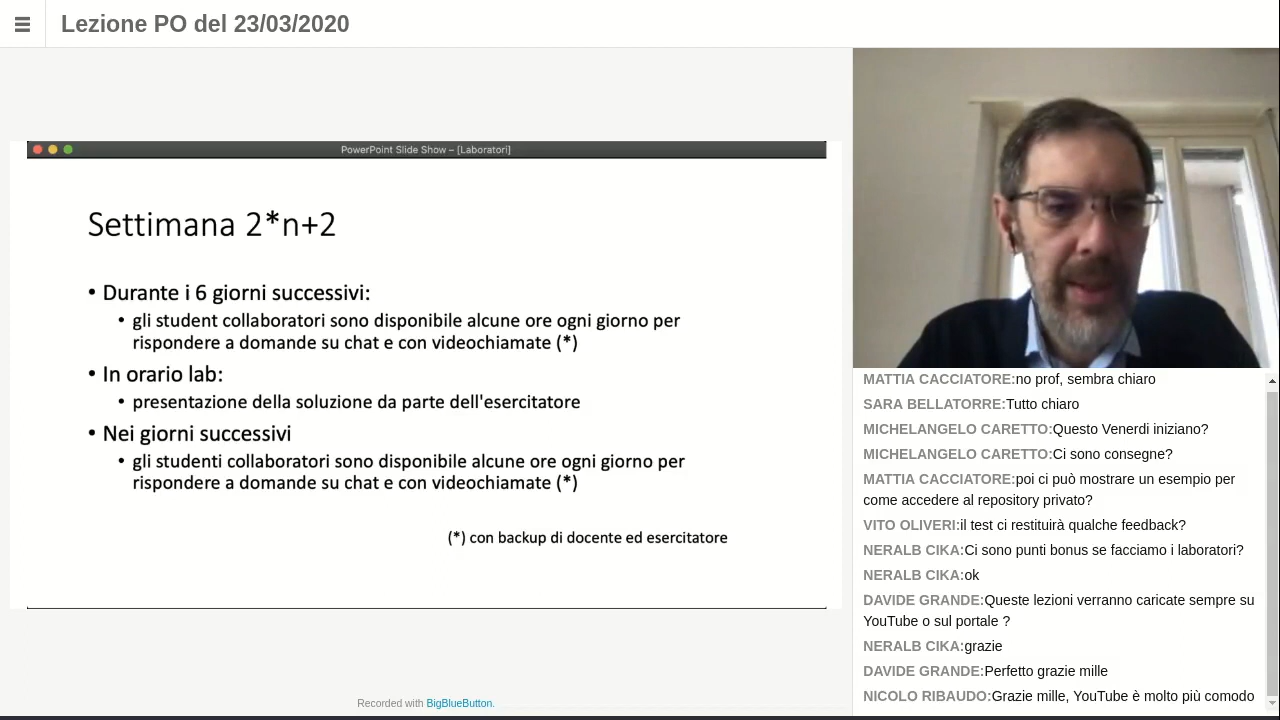 Lezione PO del 23/03/2020
PowerPoint Slide Show – [Laboratori]
Settimana 2*n+2
• Durante i 6 giorni successivi:
• gli student collaboratori sono disponibile alcune ore ogni giorno per
rispondere a domande su chat e con videochiamate (*)
• In orario lab:
• presentazione della soluzione da parte dell'esercitatore
• Nei giorni successivi
• gli studenti collaboratori sono disponibile alcune ore ogni giorno per
rispondere a domande su chat e con videochiamate (*)
(*) con backup di docente ed esercitatore
Recorded with BigBlueButton.
MATTIA CACCIATORE:no prof, sembra chiaro
SARA BELLATORRE:Tutto chiaro
MICHELANGELO CARETTO:Questo Venerdi iniziano?
MICHELANGELO CARETTO:Ci sono consegne?
MATTIA CACCIATORE:poi ci può mostrare un esempio per
come accedere al repository privato?
VITO OLIVERI:il test ci restituirà qualche feedback?
NERALB CIKA:Ci sono punti bonus se facciamo i laboratori?
NERALB CIKA:ok
DAVIDE GRANDE:Queste lezioni verranno caricate sempre su
YouTube o sul portale ?
NERALB CIKA:grazie
DAVIDE GRANDE:Perfetto grazie mille
NICOLO RIBAUDO:Grazie mille, YouTube è molto più comodo